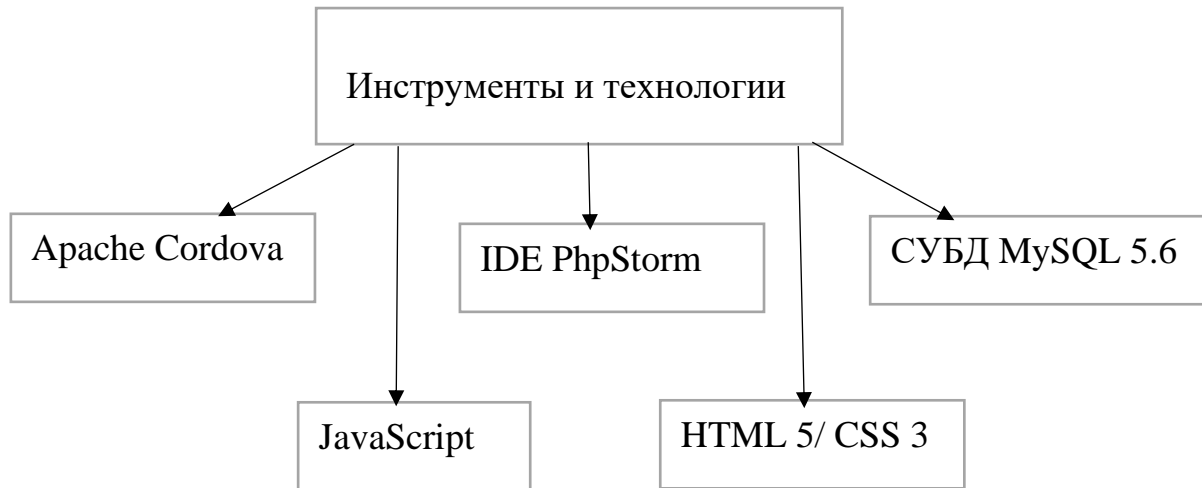 Инструменты и технологии
Apache Cordova
IDE PhpStorm
СУБД MySQL 5.6
JavaScript
HTML 5/ CSS 3